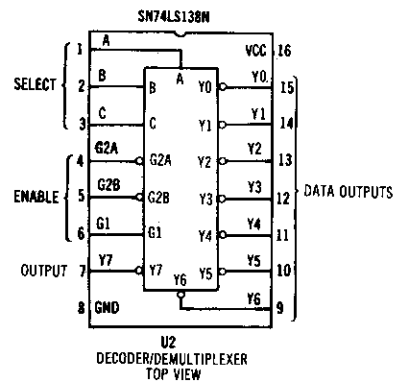 SN74LS138N
A
1
VCC 16
SELECT
B
2
B
A
Y0
Y0
15
C
3
C
Y1
Y1
14
G2A
4
G2A
Y2
Y2
13
ENABLE
G2B
5
G2B
Y3
Y3
12
DATA OUTPUTS
G1
6
G1
Y4
Y4
11
OUTPUT
Y7
7
Y7
Y5
Y5
10
Y6
Y6
8 GND
9
U2
DECODER/DEMULTIPLEXER
TOP VIEW